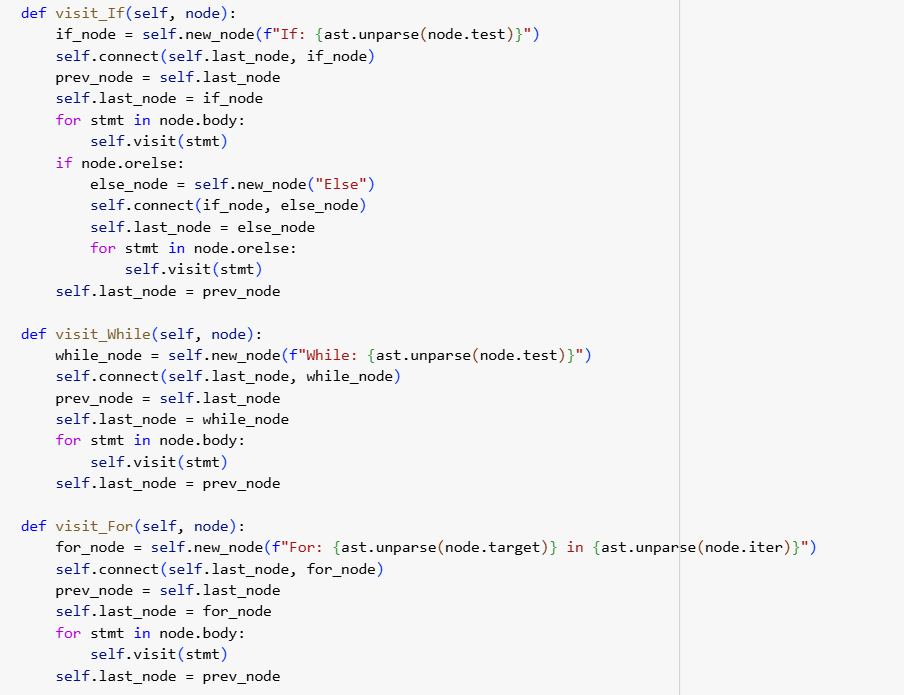 def visit_If(self, node):
    if_node = self.new_node(f"If: {ast.unparse(node.test)}")
    self.connect(self.last_node, if_node)
    prev_node = self.last_node
    self.last_node = if_node
    for stmt in node.body:
        self.visit(stmt)
    if node.orelse:
        else_node = self.new_node("Else")
        self.connect(if_node, else_node)
        self.last_node = else_node
        for stmt in node.orelse:
            self.visit(stmt)
    self.last_node = prev_node

def visit_While(self, node):
    while_node = self.new_node(f"While: {ast.unparse(node.test)}")
    self.connect(self.last_node, while_node)
    prev_node = self.last_node
    self.last_node = while_node
    for stmt in node.body:
        self.visit(stmt)
    self.last_node = prev_node

def visit_For(self, node):
    for_node = self.new_node(f"For: {ast.unparse(node.target)} in {ast.unparse(node.iter)}")
    self.connect(self.last_node, for_node)
    prev_node = self.last_node
    self.last_node = for_node
    for stmt in node.body:
        self.visit(stmt)
    self.last_node = prev_node